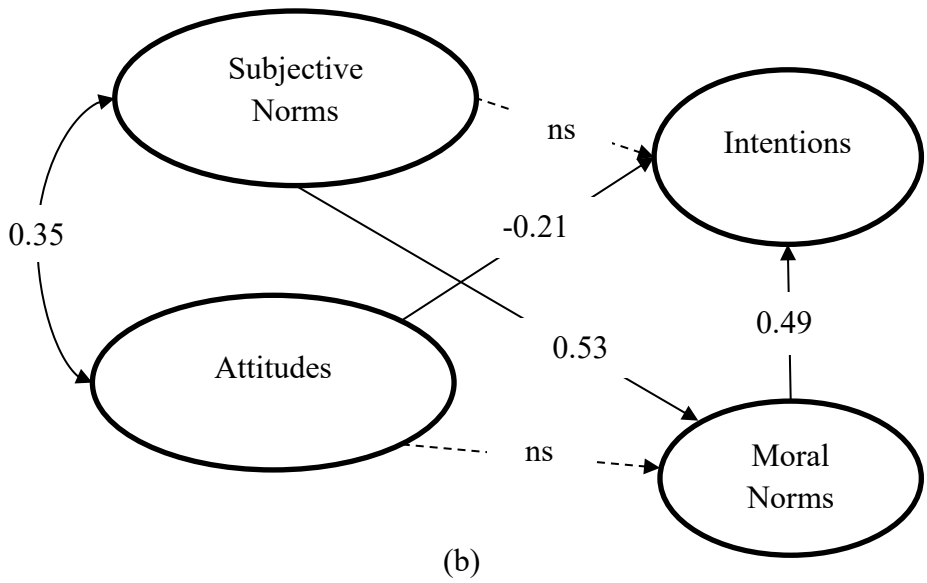 Subjective
Norms
ns
Intentions
0.35
-0.21
0.49
0.53
Attitudes
ns
Moral
Norms
(b)